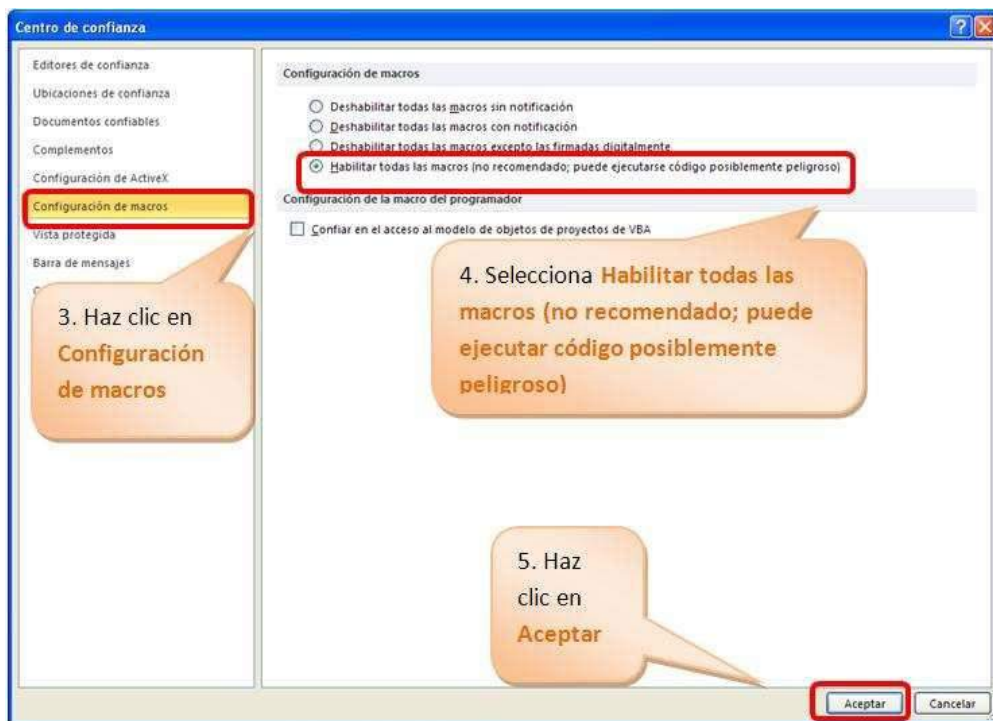 Centro de confianza
Editores de confianza
Ubicaciones de confianza
Documentos confiables
Complementos
Configuración de ActiveX
Configuración de macros
Vista protegida
Barra de mensajes
Configuración de macros
Deshabilitar todas las macros sin notificación
Deshabilitar todas las macros con notificación
Deshabilitar todas las macros excepto las firmadas digitalmente
Habilitar todas las macros (no recomendado; puede ejecutarse código posiblemente peligroso)
Configuración de la macro del programador
Confiar en el acceso al modelo de objetos de proyectos de VBA
3. Haz clic en
Configuración
de macros
4. Selecciona Habilitar todas las
macros (no recomendado; puede
ejecutar código posiblemente
peligroso)
5. Haz
clic en
Aceptar
Aceptar
Cancelar